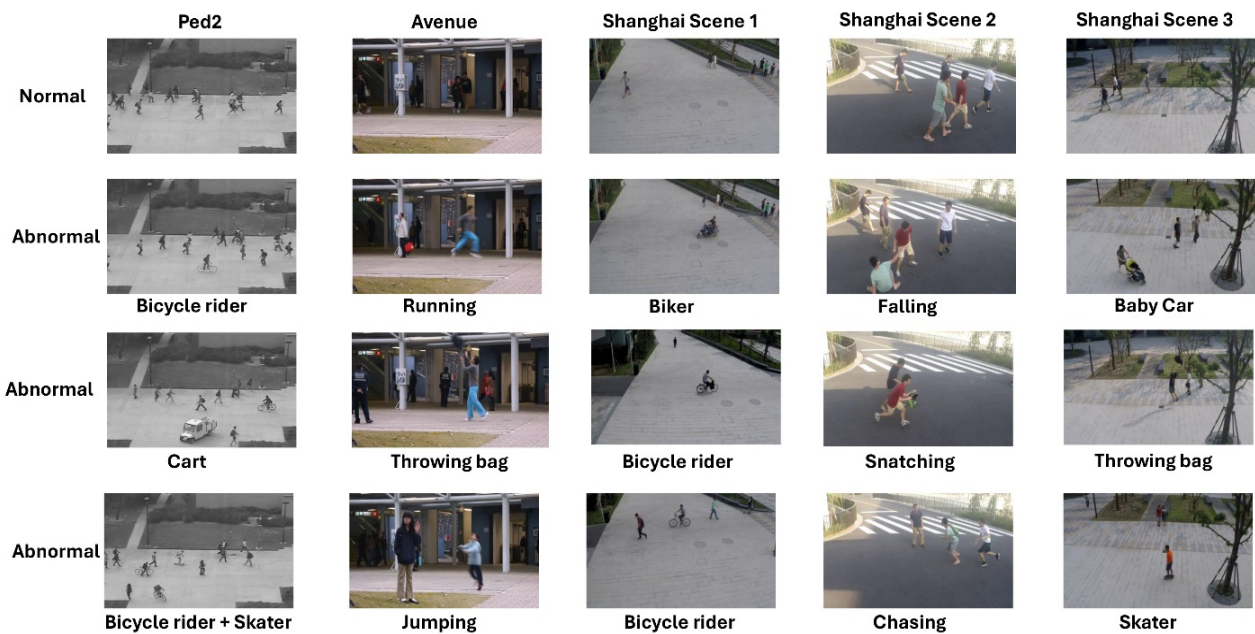 Ped2 Avenue Shanghai Scene 1 Shanghai Scene 2 Shanghai Scene 3
Normal
Abnormal
Bicycle rider Running Biker Falling Baby Car
Abnormal
Cart Throwing bag Bicycle rider Snatching Throwing bag
Abnormal
Bicycle rider + Skater Jumping Bicycle rider Chasing Skater